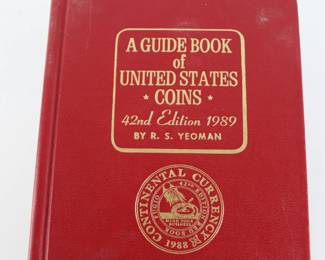 A GUIDE BOOK
of
UNITED STATES
COINS
42nd Edition 1989
BY R. S. YEOMAN
CONTINENTAL CURRENCY
1988